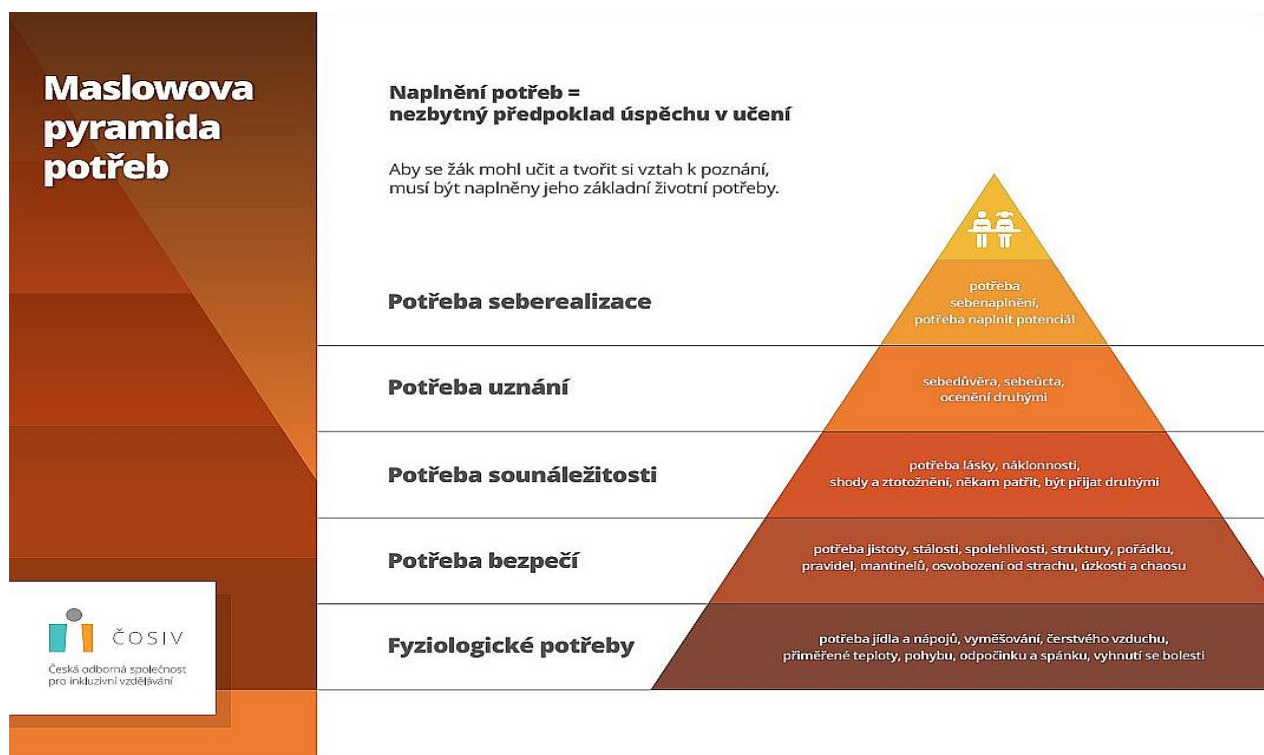 Maslowova
pyramida
potřeb
Naplnění potřeb =
nezbytný předpoklad úspěchu v učení
Aby se žák mohl učit a tvořit si vztah k poznání,
musí být naplněny jeho základní životní potřeby.
Potřeba seberealizace
potřeba
sebenaplnění,
potřeba naplnit potenciál
Potřeba uznání
sebedůvěra, sebeúcta,
ocenění druhými
Potřeba sounáležitosti
potřeba lásky, náklonnosti,
shody a ztotožnění, někam patřit, být přijat druhými
Potřeba bezpečí
potřeba jistoty, stálosti, spolehlivosti, struktury, pořádku,
pravidel, mantinelů, osvobození od strachu, úzkosti a chaosu
Fyziologické potřeby
potřeba jídla a nápojů, vyměšování, čerstvého vzduchu,
přiměřené teploty, pohybu, odpočinku a spánku, vyhnutí se bolesti
ČOSIV
Česká odborná společnost
pro inkluzivní vzdělávání